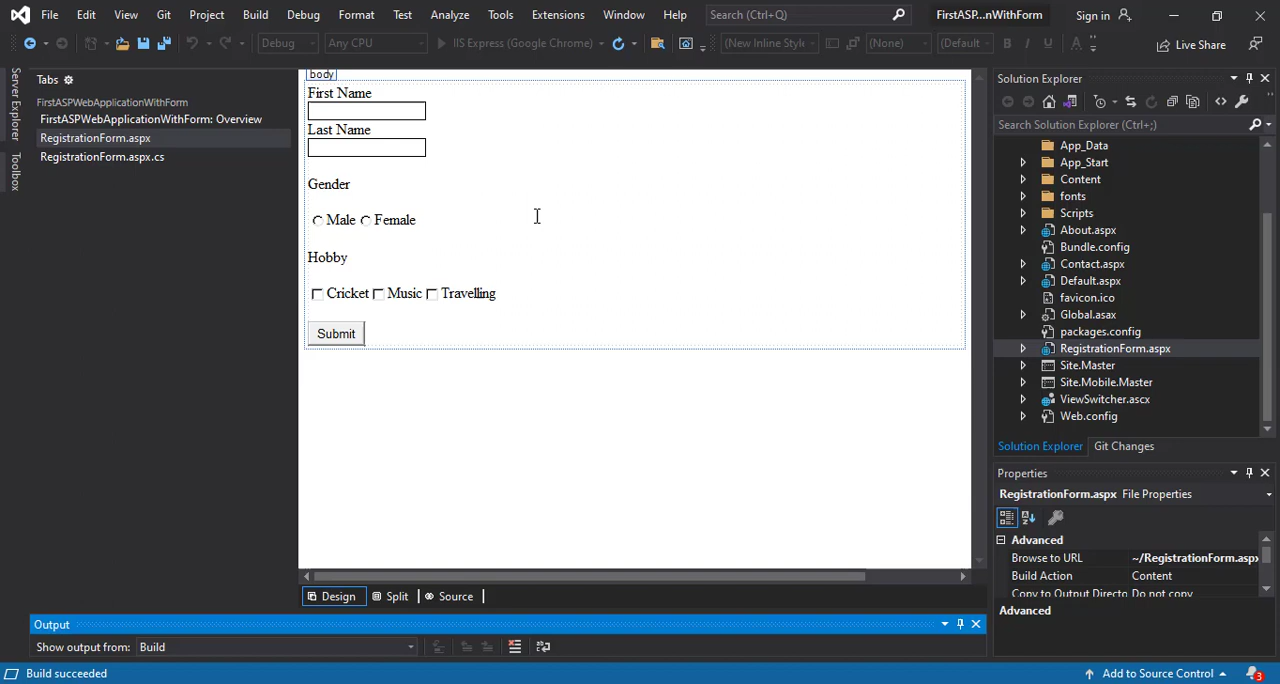 File Edit View Git Project Build Debug Format Test Analyze Tools Extensions Window Help Search (Ctrl+Q) FirstASP...nWithForm Sign in
Debug Any CPU IIS Express (Google Chrome) (New Inline Style (None) (Default B I U A Live Share
Server Explorer
Toolbox
Tabs
FirstASPWebApplicationWithForm
FirstASPWebApplicationWithForm: Overview
RegistrationForm.aspx
RegistrationForm.aspx.cs
body
First Name
Last Name
Gender
Male Female
Hobby
Cricket Music Travelling
Submit
Design Split Source
Output
Show output from: Build
Build succeeded
Solution Explorer
Search Solution Explorer (Ctrl+;)
App_Data
App_Start
Content
fonts
Scripts
About.aspx
Bundle.config
Contact.aspx
Default.aspx
favicon.ico
Global.asax
packages.config
RegistrationForm.aspx
Site.Master
Site.Mobile.Master
ViewSwitcher.ascx
Web.config
Solution Explorer Git Changes
Properties
RegistrationForm.aspx File Properties
Advanced
Browse to URL ~/RegistrationForm.asp
Build Action Content
Copy to Output Directo Do not copy
Advanced
Add to Source Control 3